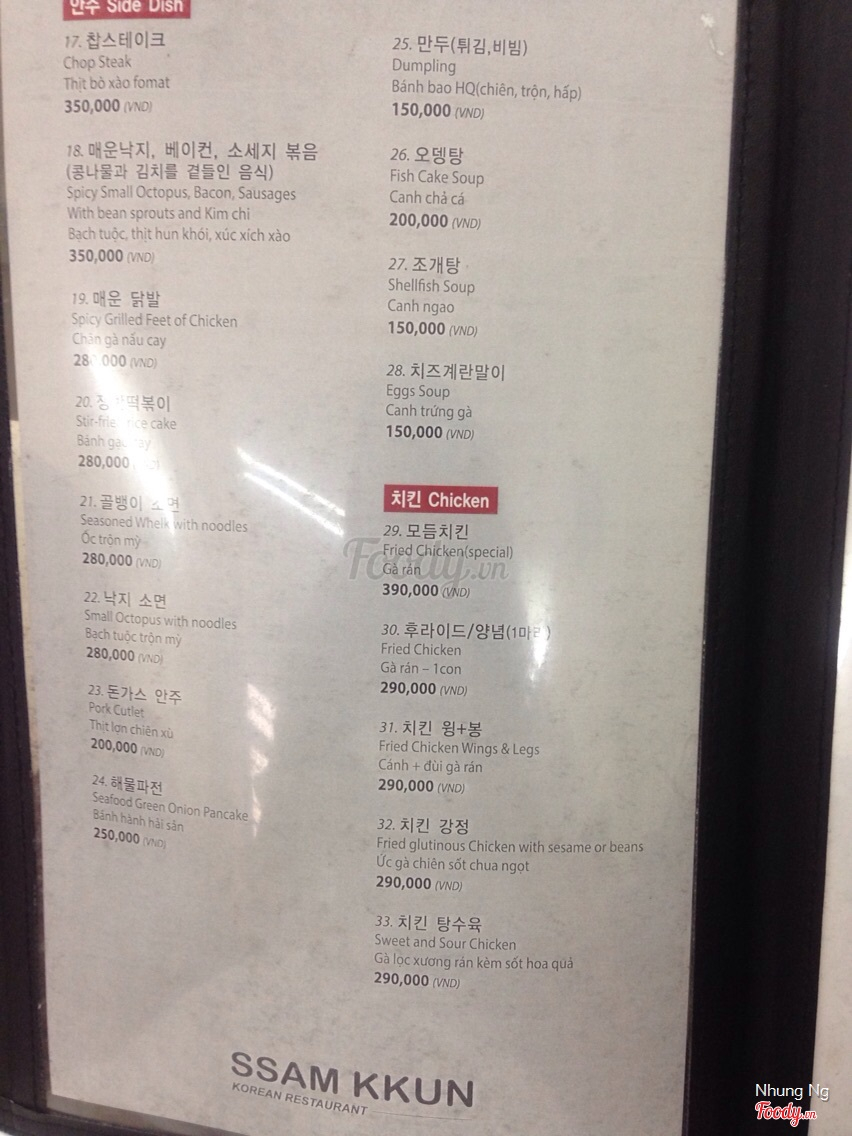 안주 Side Dish
17. 찹스테이크
Chop Steak
Thịt bò xào fomat
350,000 (VND)
18. 매운낙지, 베이컨, 소세지 볶음
(콩나물과 김치를 곁들인 음식)
Spicy Small Octopus, Bacon, Sausages
With bean sprouts and Kim chi
Bạch tuộc, thịt hun khói, xúc xích xào
350,000 (VND)
19. 매운 닭발
Spicy Grilled Feet of Chicken
Chân gà nấu cay
280,000 (VND)
20. 떡볶이
Stir-fried rice cake
Bánh gạo cay
280,000
21. 골뱅이 소면
Seasoned Whelk with noodles
Ốc trộn mỳ
280,000 (VND)
22. 낙지 소면
Small Octopus with noodles
Bạch tuộc trộn mỳ
280,000 (VND)
23. 돈가스 안주
Pork Cutlet
Thịt lợn chiên xù
200,000 (VND)
24. 해물파전
Seafood Green Onion Pancake
Bánh hành hải sản
250,000 (VND)
25. 만두(튀김,비빔)
Dumpling
Bánh bao HQ(chiên, trộn, hấp)
150,000 (VND)
26. 오뎅탕
Fish Cake Soup
Canh chả cá
200,000 (VND)
27. 조개탕
Shellfish Soup
Canh ngao
150,000 (VND)
28. 치즈계란말이
Eggs Soup
Canh trứng gà
150,000 (VND)
치킨 Chicken
29. 모듬치킨
Fried Chicken(special)
Gà rán
390,000 (VND)
30. 후라이드/양념(1마리)
Fried Chicken
Gà rán – 1con
290,000 (VND)
31. 치킨 윙+봉
Fried Chicken Wings & Legs
Cánh + đùi gà rán
290,000 (VND)
32. 치킨 강정
Fried glutinous Chicken with sesame or beans
Ức gà chiên sốt chua ngọt
290,000 (VND)
33. 치킨 탕수육
Sweet and Sour Chicken
Gà lọc xương rán kèm sốt hoa quả
290,000 (VND)
SSAM KKUN
KOREAN RESTAURANT
Foody.vn
Nhung Ng
Foody.vn